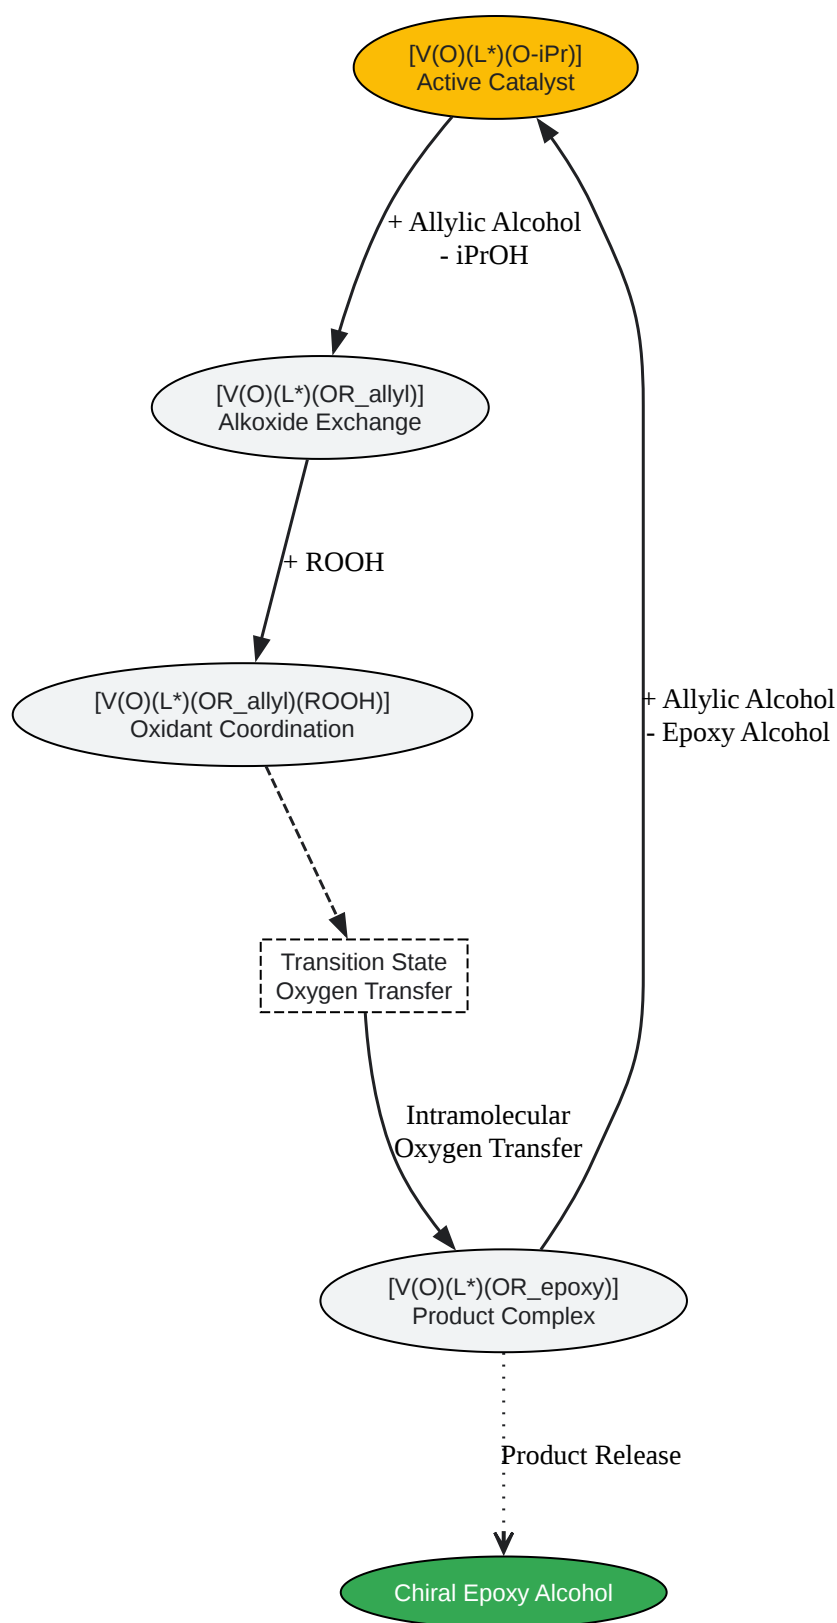 [V(O)(L*)(O-iPr)]
Active Catalyst
+ Allylic Alcohol
- iPrOH
[V(O)(L*)(OR_allyl)]
Alkoxide Exchange
+ ROOH
[V(O)(L*)(OR_allyl)(ROOH)]
Oxidant Coordination
+ Allylic Alcohol
- Epoxy Alcohol
Transition State
Oxygen Transfer
Intramolecular
Oxygen Transfer
[V(O)(L*)(OR_epoxy)]
Product Complex
Product Release
Chiral Epoxy Alcohol